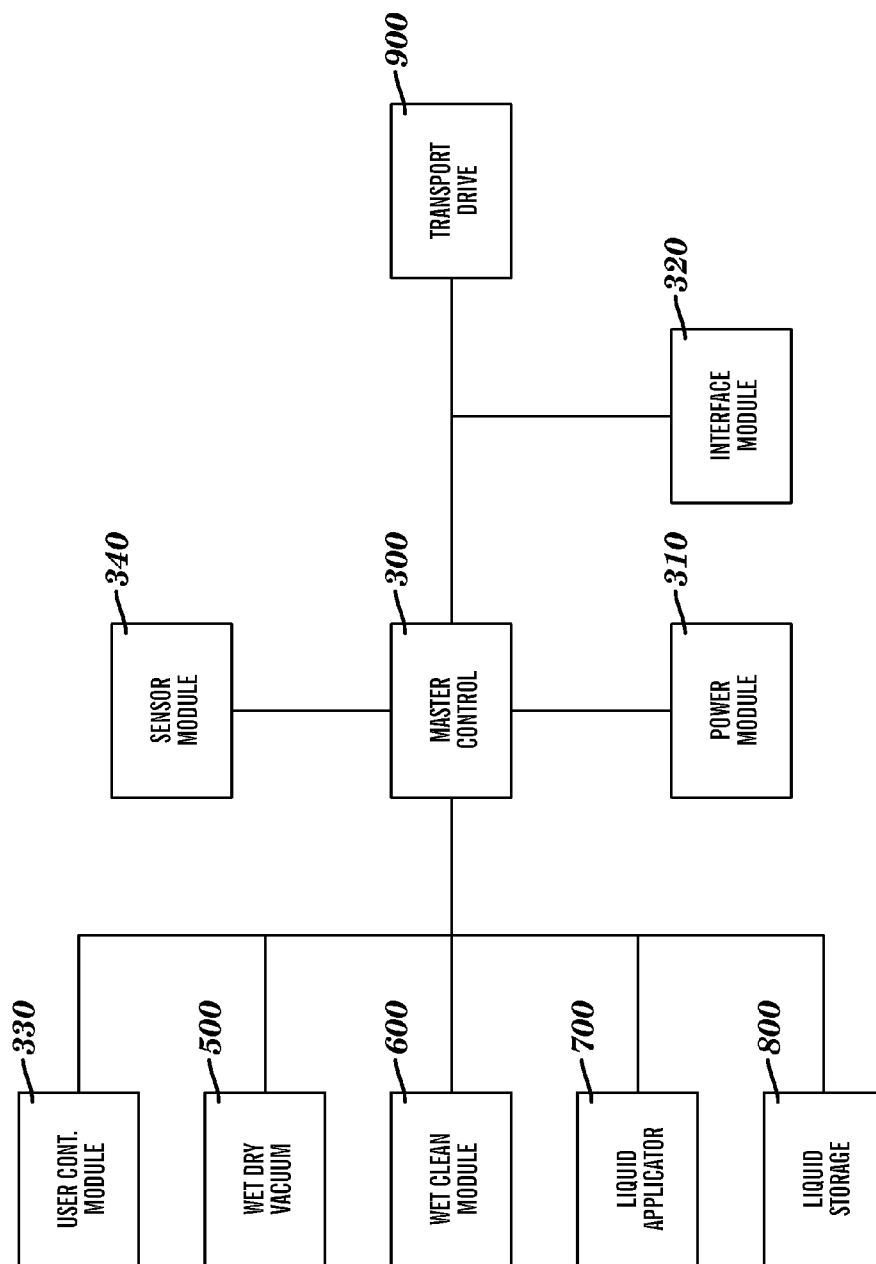 900
TRANSPORT
DRIVE
320
INTERFACE
MODULE
340
SENSOR
MODULE
300
MASTER
CONTROL
310
POWER
MODULE
330
USER CONT.
MODULE
500
WET DRY
VACUUM
600
WET CLEAN
MODULE
700
LIQUID
APPLICATOR
800
LIQUID
STORAGE